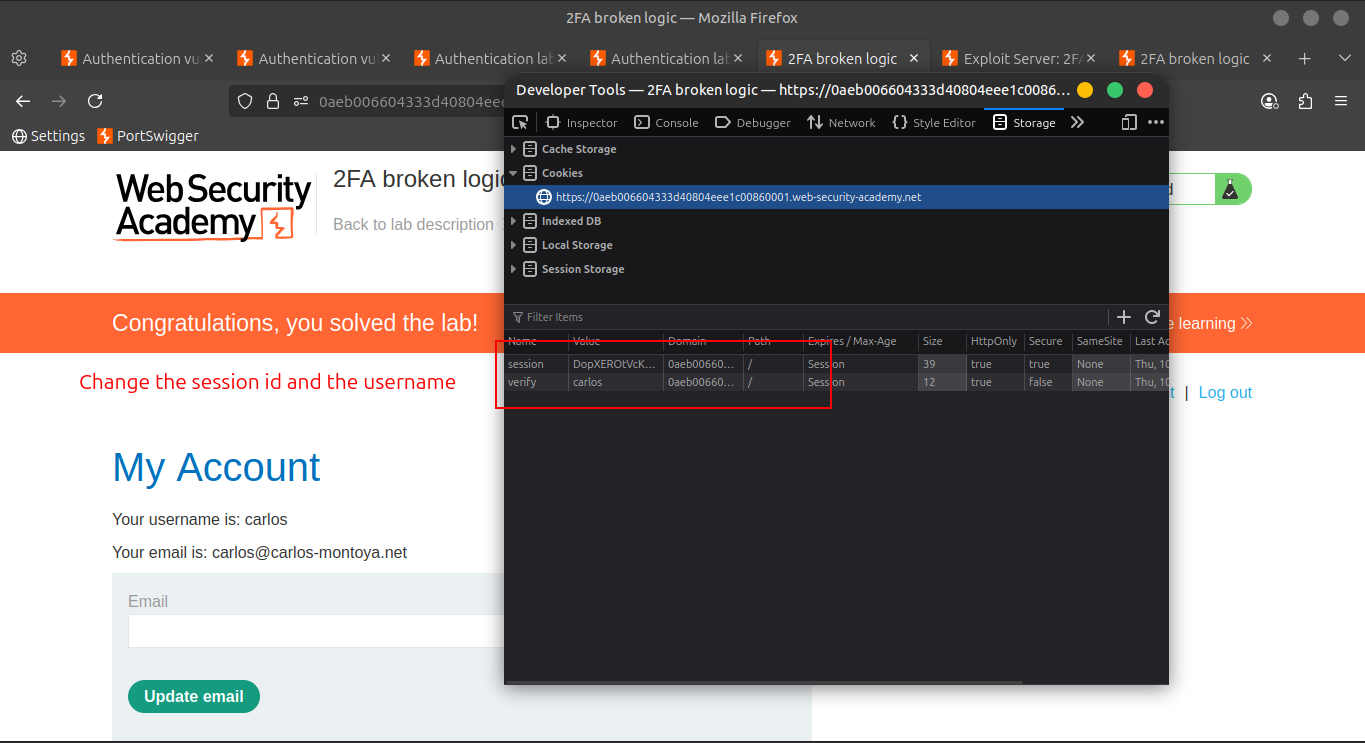 2FA broken logic — Mozilla Firefox
Authentication vu
Authentication vul
Authentication lab
Authentication lab
2FA broken logic
Exploit Server: 2FA
2FA broken logic
0aeb006604333d40804eee
Settings
PortSwigger
Developer Tools — 2FA broken logic — https://0aeb006604333d40804eee1c0086...
Inspector Console Debugger Network Style Editor Storage
Cache Storage
Cookies
https://0aeb006604333d40804eee1c00860001.web-security-academy.net
Indexed DB
Local Storage
Session Storage
Filter Items
Name Value Domain Path Expires / Max-Age Size HttpOnly Secure SameSite Last Ac
session DopXEROtVcK... 0aeb00660... / Session 39 true true None Thu, 10
verify carlos 0aeb00660... / Session 12 true false None Thu, 10
Web Security
Academy
2FA broken logic
Back to lab description
Congratulations, you solved the lab!
e learning
Change the session id and the username
t | Log out
My Account
Your username is: carlos
Your email is: carlos@carlos-montoya.net
Email
Update email